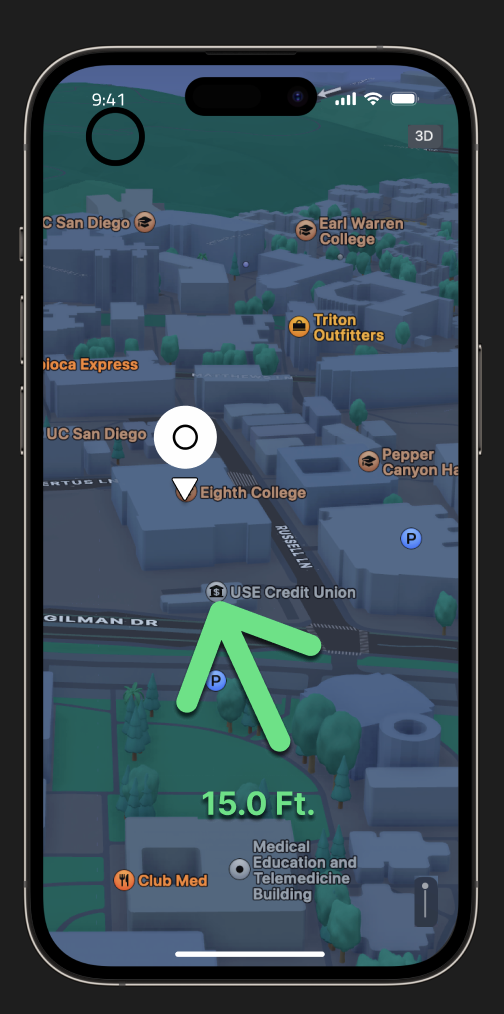 9:41
3D
C San Diego
Earl Warren
College
Triton
Outfitters
pioca Express
UC San Diego
Pepper
Canyon Ha
ERTUS LN
Eighth College
P
RUSSELL LN
USE Credit Union
GILMAN DR
P
15.0 Ft.
Medical
Education and
Telemedicine
Building
Club Med